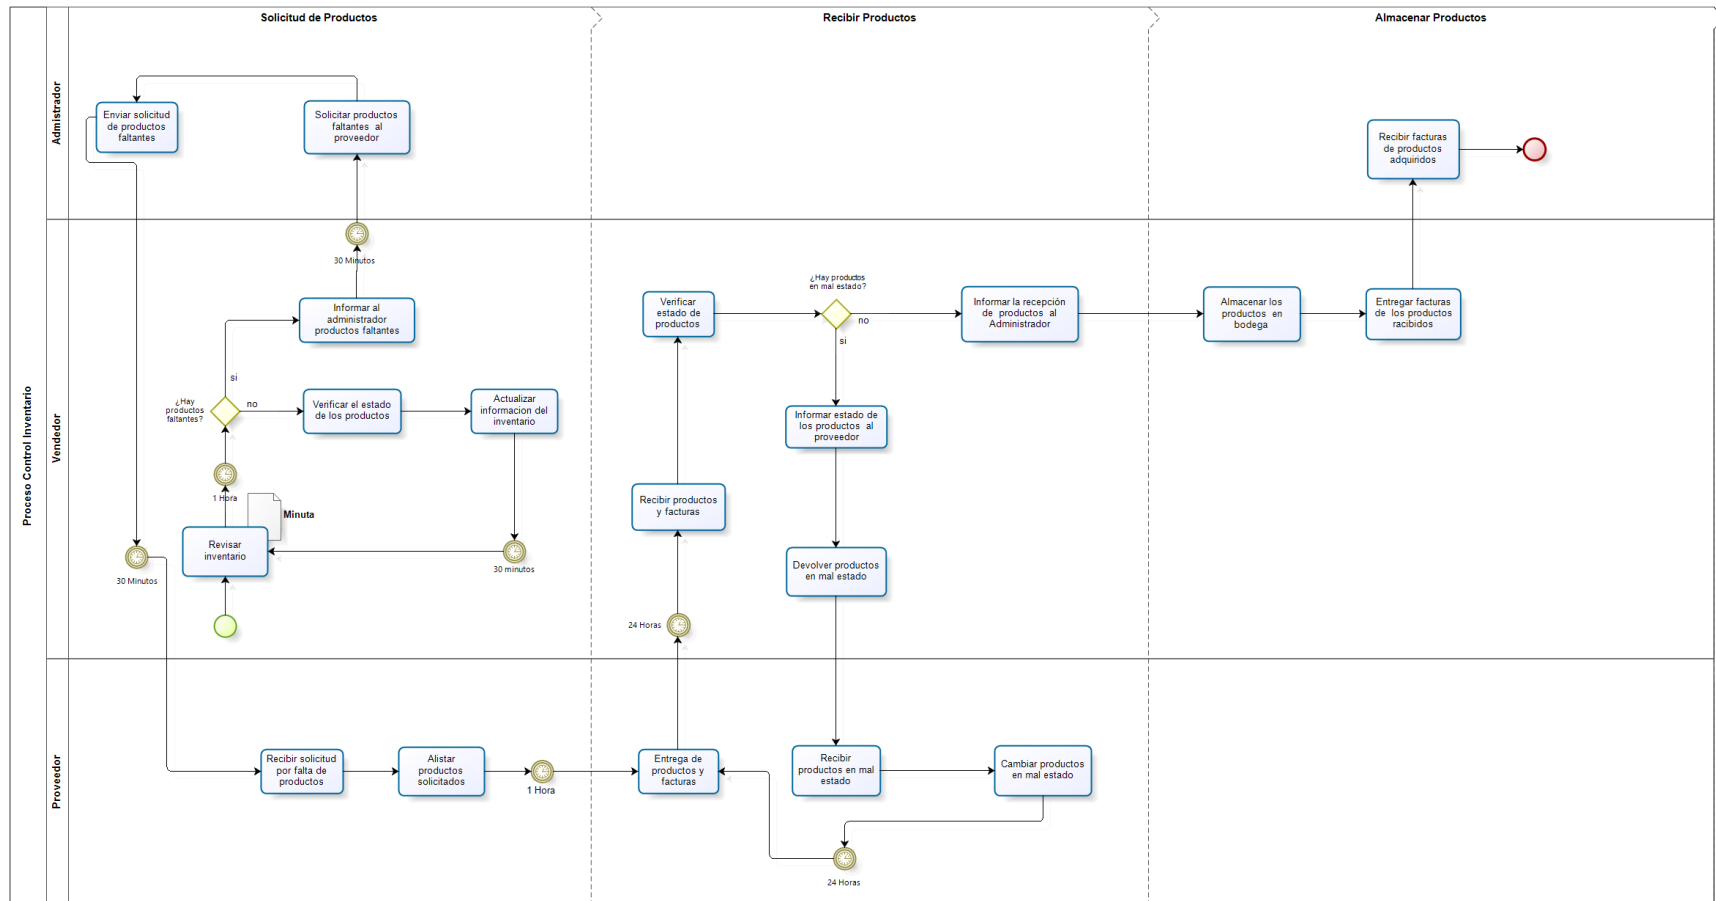 Solicitud de Productos
Recibir Productos
Almacenar Productos
Proceso Control Inventario
Admistrador
Enviar solicitud
de productos
faltantes
Solicitar productos
faltantes al
proveedor
Recibir facturas
de productos
adquiridos
Vendedor
30 Minutos
Informar al
administrador
productos faltantes
si
¿Hay
productos
faltantes?
no
Verificar el estado
de los productos
Actualizar
informacion del
inventario
1 Hora
Minuta
Revisar
inventario
30 Minutos
30 minutos
Verificar
estado de
productos
¿Hay productos
en mal estado?
no
si
Informar la recepción
de productos al
Administrador
Informar estado de
los productos al
proveedor
Recibir productos
y facturas
Devolver productos
en mal estado
24 Horas
Almacenar los
productos en
bodega
Entregar facturas
de los productos
racibidos
Proveedor
Recibir solicitud
por falta de
productos
Alistar
productos
solicitados
1 Hora
Entrega de
productos y
facturas
Recibir
productos en mal
estado
Cambiar productos
en mal estado
24 Horas